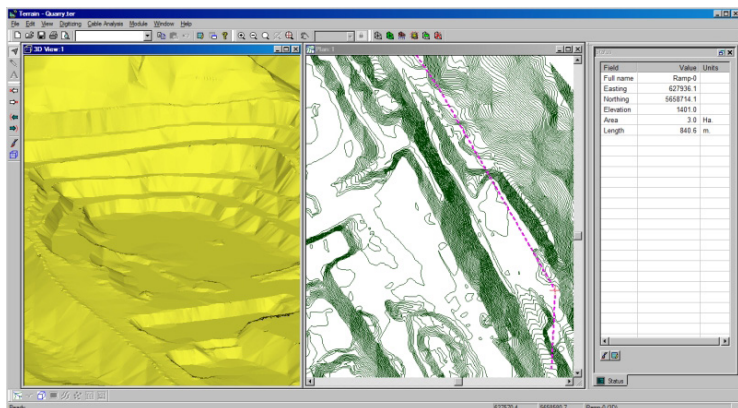 Terrain - Quarry.ter
File Edit View Digitizing Cable Analysis Module Window Help
3D View:1
Plan:1
Status
Field Value Units
Full name Ramp-0
Easting 627936.1
Northing 5658714.1
Elevation 1401.0
Area 3.0 Ha.
Length 840.6 m.
Status
Ready